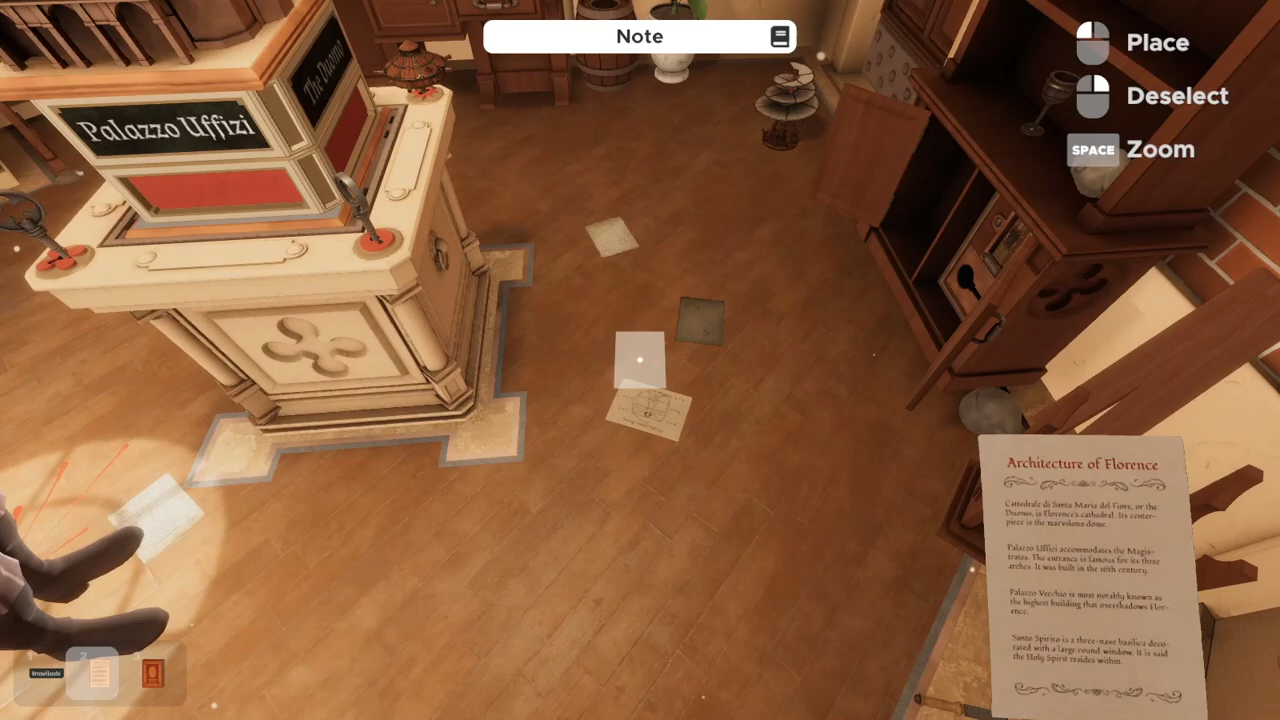 Note
Place
Deselect
SPACE Zoom
The Duomo
Palazzo Uffizi
Architecture of Florence
Cattedrale di Santa Maria del Fiore, or the
Duomo, is Florence's cathedral. Its center-
piece is the marvelous dome.
Palazzo Uffizi accommodates the Magis-
trates. The entrance is famous for its three
arches. It was built in the 16th century.
Palazzo Vecchio is most notably known as
the highest building that overshadows Flor-
ence.
Santo Spirito is a three-nave basilica deco-
rated with a large round window. It is said
the Holy Spirit resides within.
2